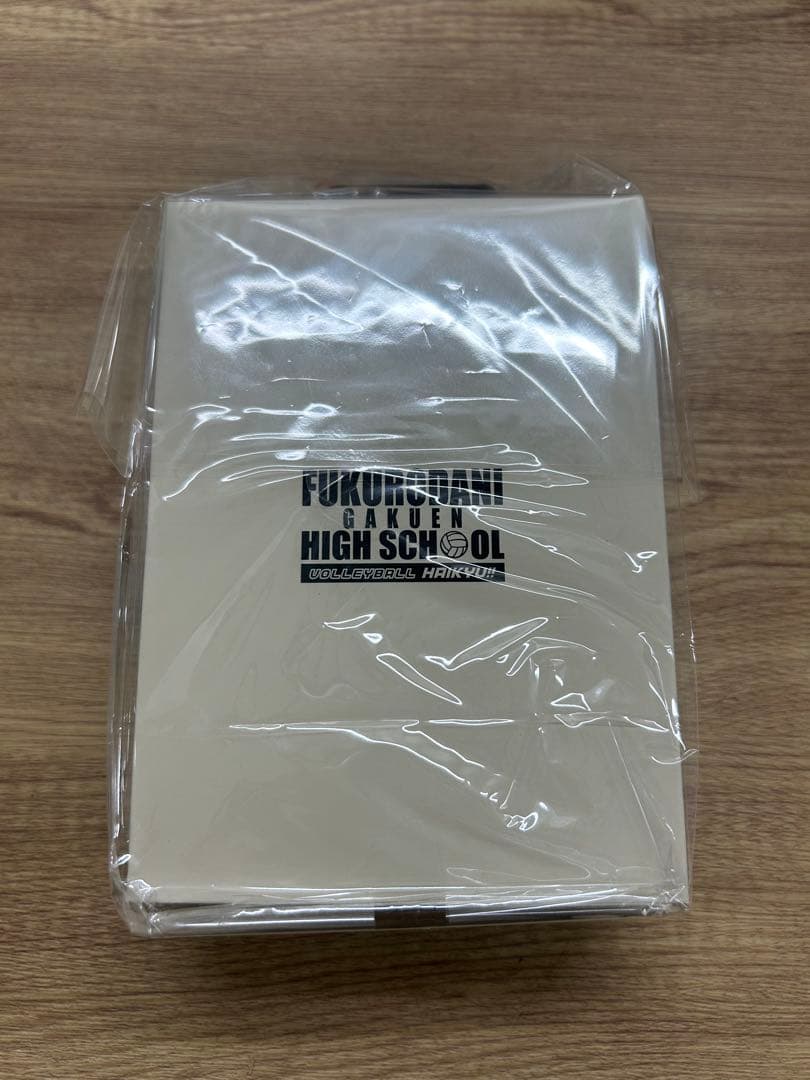 FUKURODANI
GAKUEN
HIGH SCHOOL
VOLLEYBALL HAIKYU!!